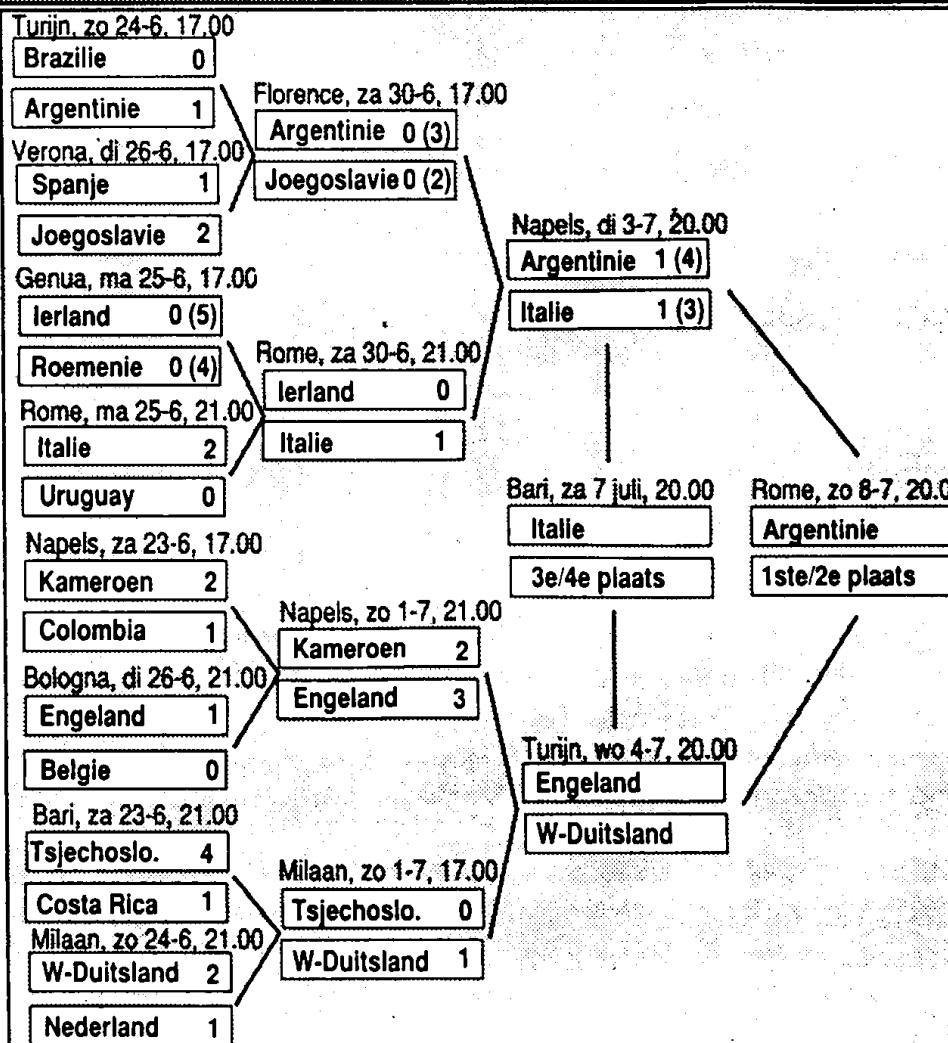 Turijn, zo 24-6, 17.00
Brazilie 0
Argentinie 1
Verona, di 26-6, 17.00
Spanje 1
Joegoslavie 2
Genua, ma 25-6, 17.00
Ierland 0 (5)
Roemenie 0 (4)
Rome, ma 25-6, 21.00
Italie 2
Uruguay 0
Napels, za 23-6, 17.00
Kameroen 2
Colombia 1
Bologna, di 26-6, 21.00
Engeland 1
Belgie 0
Bari, za 23-6, 21.00
Tsjechoslo. 4
Costa Rica 1
Milaan, zo 24-6, 21.00
W-Duitsland 2
Nederland 1
Florence, za 30-6, 17.00
Argentinie 0 (3)
Joegoslavie 0 (2)
Rome, za 30-6, 21.00
Ierland 0
Italie 1
Napels, zo 1-7, 21.00
Kameroen 2
Engeland 3
Milaan, zo 1-7, 17.00
Tsjechoslo. 0
W-Duitsland 1
Napels, di 3-7, 20.00
Argentinie 1 (4)
Italie 1 (3)
Bari, za 7 juli, 20.00
Italie
3e/4e plaats
Turijn, wo 4-7, 20.00
Engeland
W-Duitsland
Rome, zo 8-7, 20.0
Argentinie
1ste/2e plaats